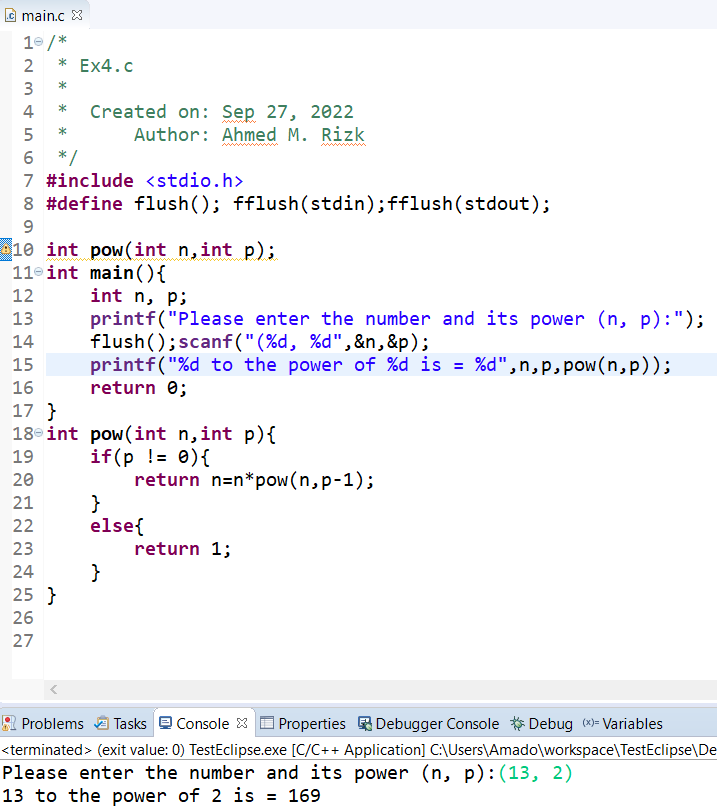 main.c
1 /*
2  * Ex4.c
3  *
4  *  Created on: Sep 27, 2022
5  *      Author: Ahmed M. Rizk
6  */
7 #include <stdio.h>
8 #define flush(); fflush(stdin);fflush(stdout);
9
10 int pow(int n,int p);
11 int main(){
12     int n, p;
13     printf("Please enter the number and its power (n, p):");
14     flush();scanf("(%d, %d",&n,&p);
15     printf("%d to the power of %d is = %d",n,p,pow(n,p));
16     return 0;
17 }
18 int pow(int n,int p){
19     if(p != 0){
20         return n=n*pow(n,p-1);
21     }
22     else{
23         return 1;
24     }
25 }
26
27
Problems Tasks Console Properties Debugger Console Debug (x)= Variables
<terminated> (exit value: 0) TestEclipse.exe [C/C++ Application] C:\Users\Amado\workspace\TestEclipse\De
Please enter the number and its power (n, p):(13, 2)
13 to the power of 2 is = 169